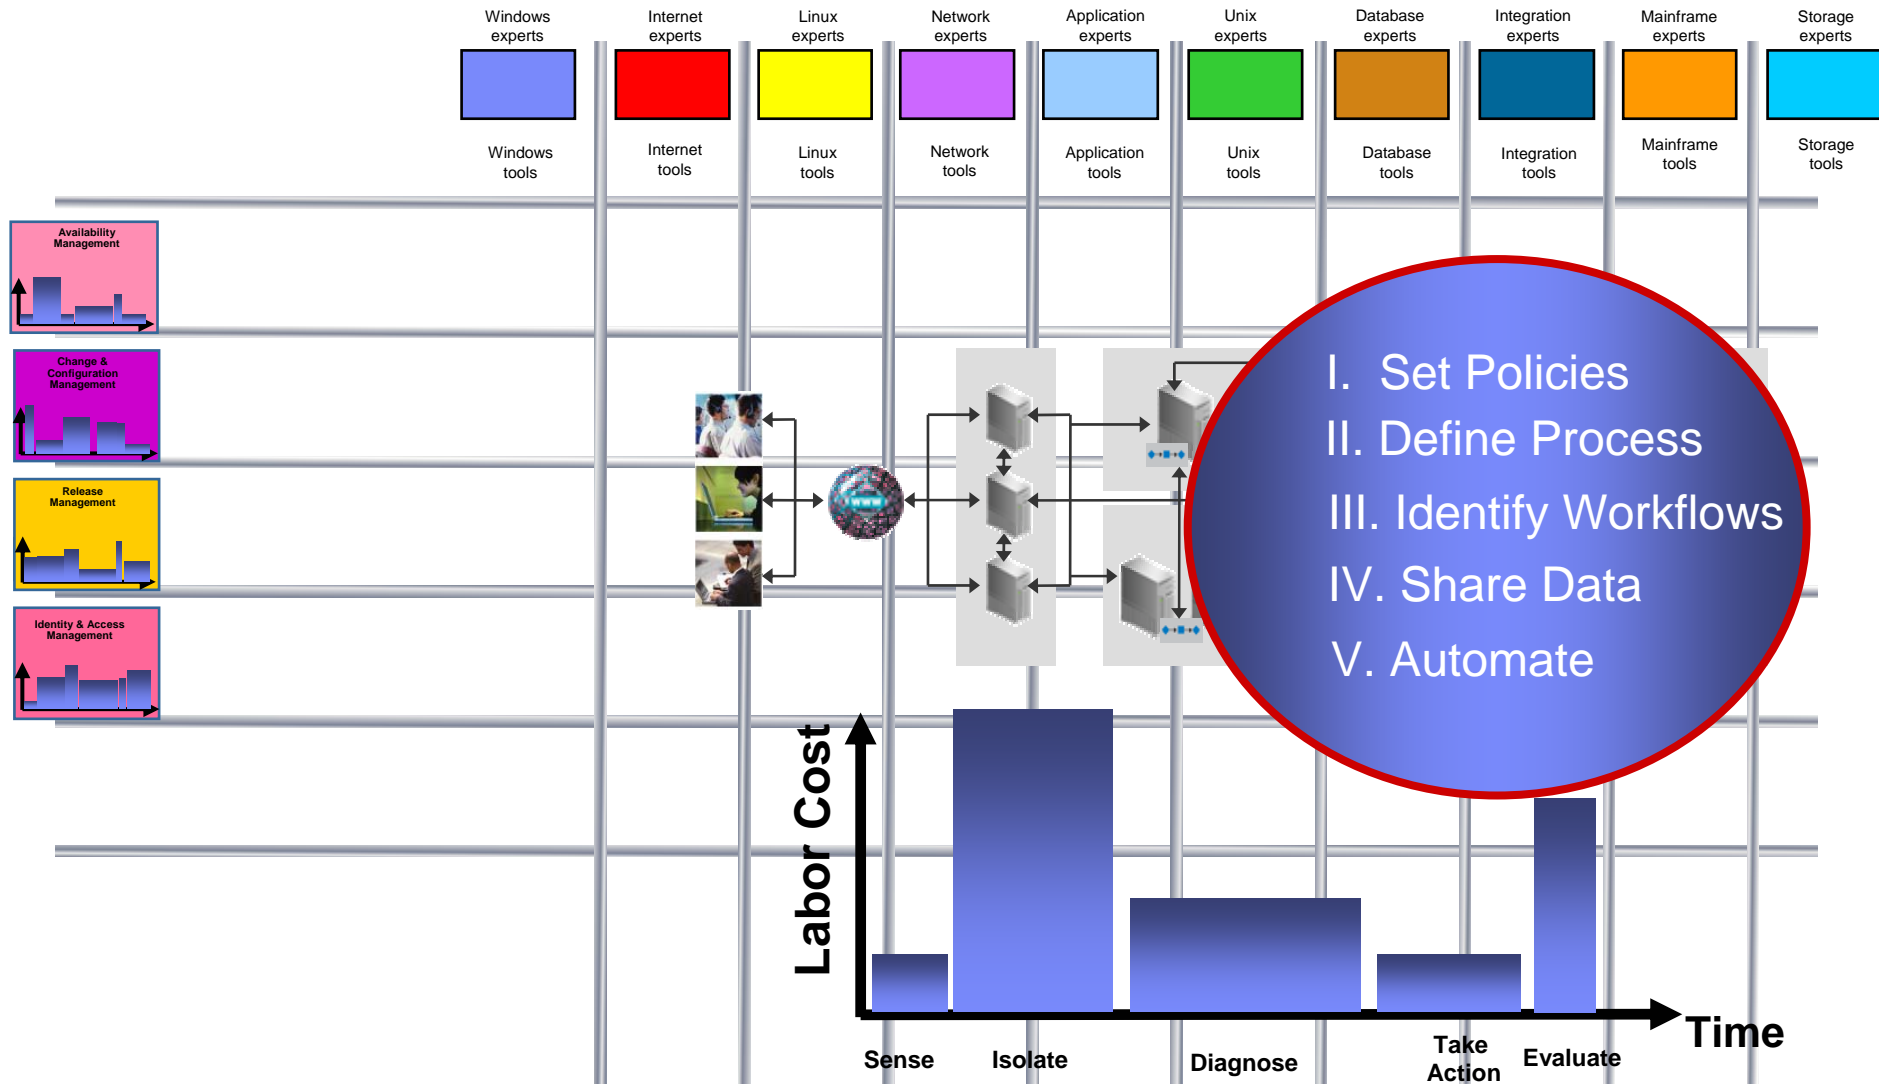 Windows
experts
Internet
experts
Linux
experts
Network
experts
Application
experts
Unix
experts
Database
experts
Integration
experts
Mainframe
experts
Storage
experts
Windows
tools
Internet
tools
Linux
tools
Network
tools
Application
tools
Unix
tools
Database
tools
Integration
tools
Mainframe
tools
Storage
tools
Availability
Management
Change &
Configuration
Management
Release
Management
Identity & Access
Management
WWW
I. Set Policies
II. Define Process
III. Identify Workflows
IV. Share Data
V. Automate
Labor Cost
Time
Sense
Isolate
Diagnose
Take
Action
Evaluate